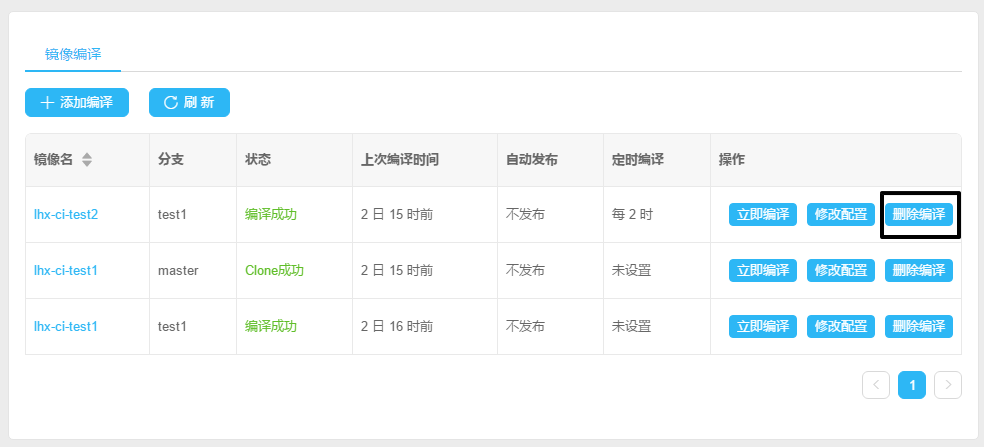 镜像编译
添加编译 刷 新
镜像名 分支 状态 上次编译时间 自动发布 定时编译 操作
lhx-ci-test2 test1 编译成功 2 日 15 时前 不发布 每 2 时 立即编译 修改配置 删除编译
lhx-ci-test1 master Clone成功 2 日 15 时前 不发布 未设置 立即编译 修改配置 删除编译
lhx-ci-test1 test1 编译成功 2 日 16 时前 不发布 未设置 立即编译 修改配置 删除编译
1